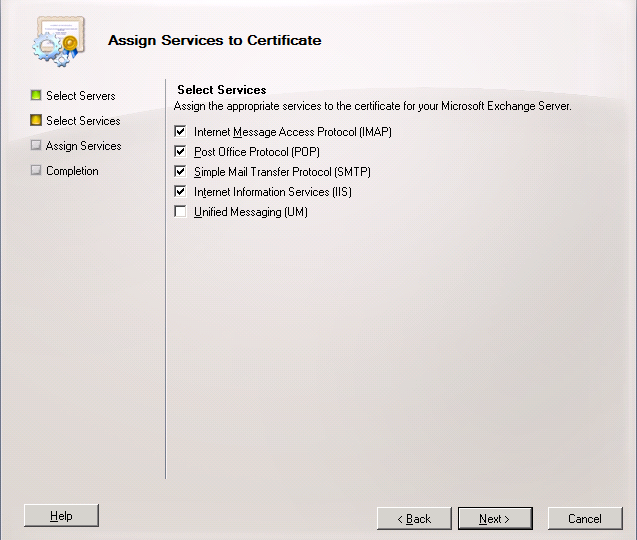 Assign Services to Certificate
Select Servers
Select Services
Assign Services
Completion
Select Services
Assign the appropriate services to the certificate for your Microsoft Exchange Server.
Internet Message Access Protocol (IMAP)
Post Office Protocol (POP)
Simple Mail Transfer Protocol (SMTP)
Internet Information Services (IIS)
Unified Messaging (UM)
Help
< Back
Next >
Cancel